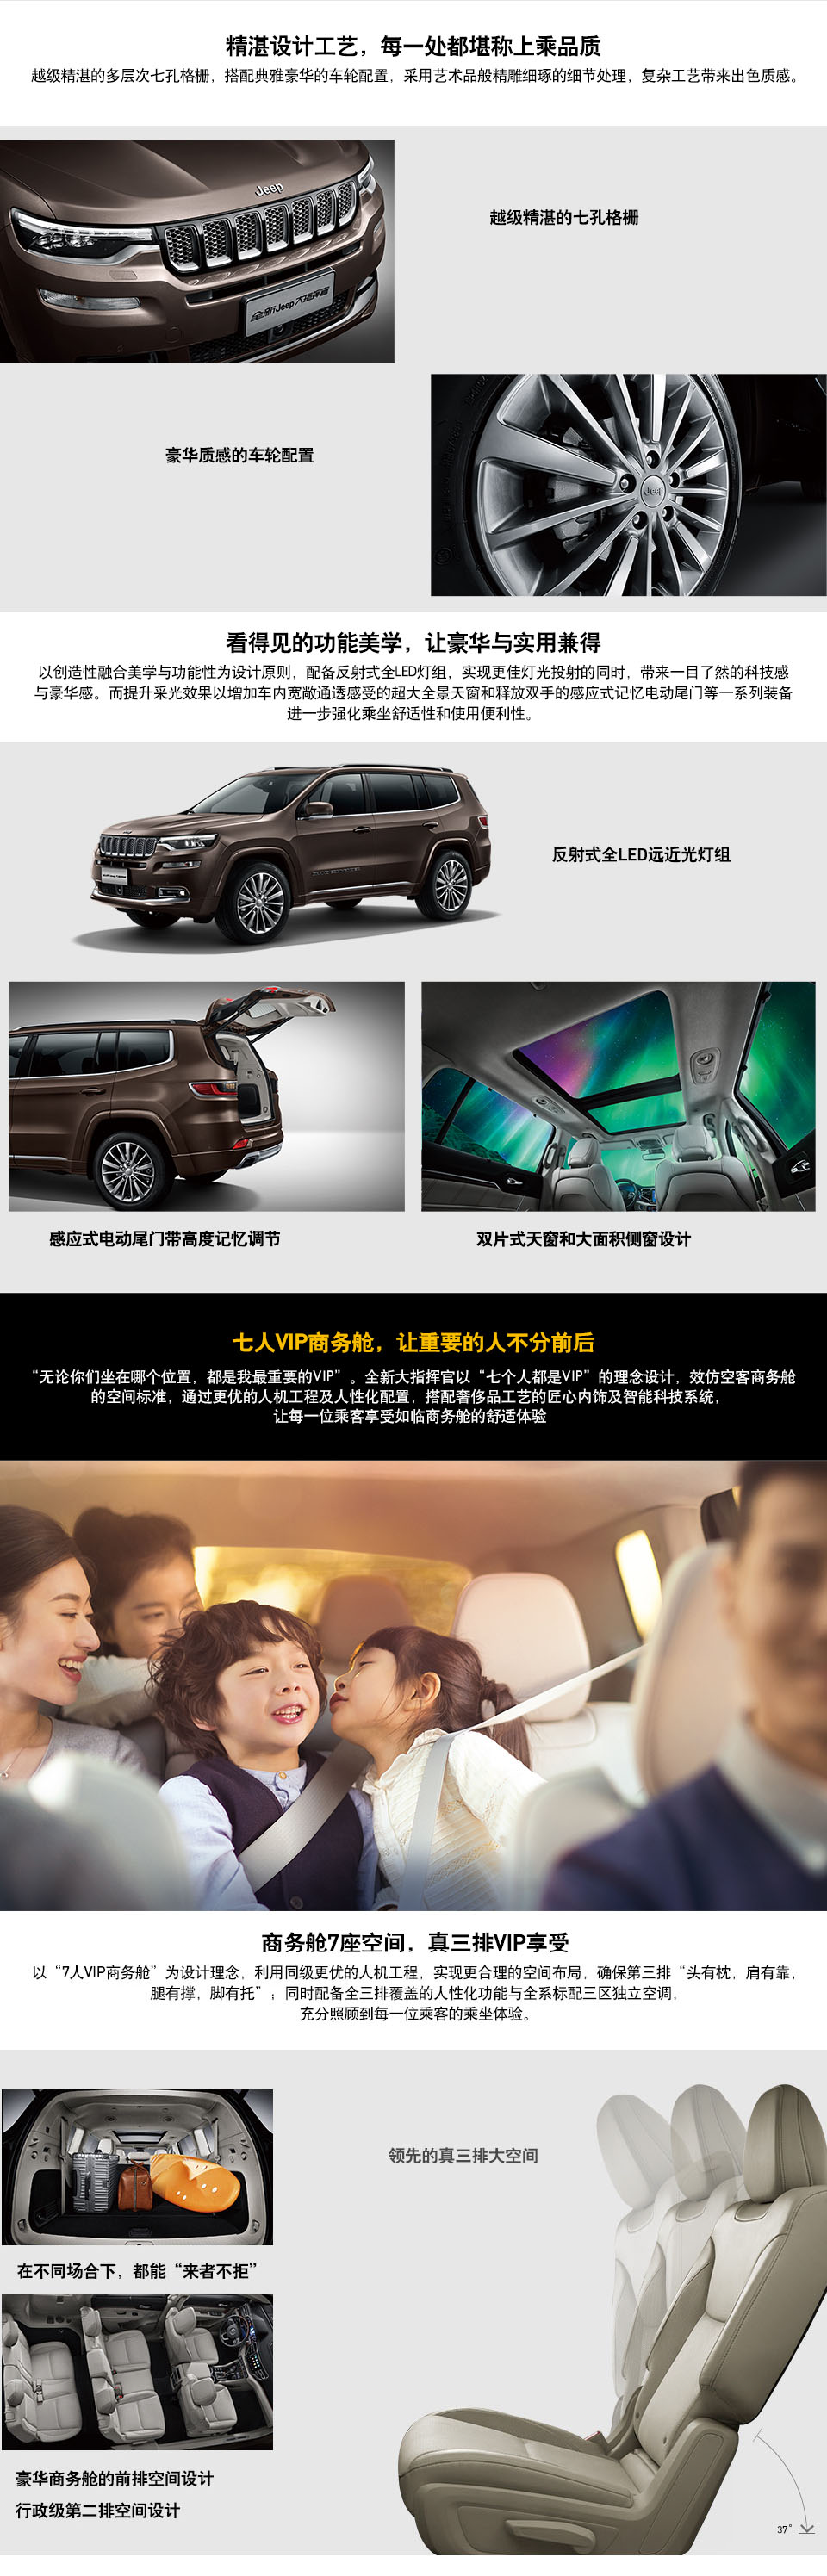 精湛设计工艺，每一处都堪称上乘品质
越级精湛的多层次七孔格栅，搭配典雅豪华的车轮配置，采用艺术品般精雕细琢的细节处理，复杂工艺带来出色质感。
Jeep
全新Jeep大指挥官
越级精湛的七孔格栅
豪华质感的车轮配置
Jeep
看得见的功能美学，让豪华与实用兼得
以创造性融合美学与功能性为设计原则，配备反射式全LED灯组，实现更佳灯光投射的同时，带来一目了然的科技感
与豪华感。而提升采光效果以增加车内宽敞通透感受的超大全景天窗和释放双手的感应式记忆电动尾门等一系列装备
进一步强化乘坐舒适性和使用便利性。
反射式全LED远近光灯组
感应式电动尾门带高度记忆调节
双片式天窗和大面积侧窗设计
七人VIP商务舱，让重要的人不分前后
“无论你们坐在哪个位置，都是我最重要的VIP”。全新大指挥官以“七个人都是VIP”的理念设计，效仿空客商务舱
的空间标准，通过更优的人机工程及人性化配置，搭配奢侈品工艺的匠心内饰及智能科技系统，
让每一位乘客享受如临商务舱的舒适体验
商务舱7座空间，真三排VIP享受
以“7人VIP商务舱”为设计理念，利用同级更优的人机工程，实现更合理的空间布局，确保第三排“头有枕，肩有靠，
腿有撑，脚有托”；同时配备全三排覆盖的人性化功能与全系标配三区独立空调，
充分照顾到每一位乘客的乘坐体验。
领先的真三排大空间
在不同场合下，都能“来者不拒”
豪华商务舱的前排空间设计
行政级第二排空间设计
37°